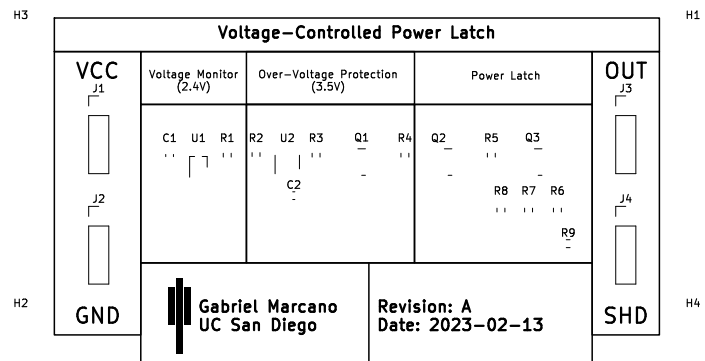 H3
H1
Voltage-Controlled Power Latch
VCC
Voltage Monitor
(2.4V)
Over-Voltage Protection
(3.5V)
Power Latch
OUT
J1
J3
C1 U1 R1 R2 U2 R3 Q1 R4 Q2 R5 Q3
C2
R8 R7 R6
J2
J4
R9
H2
H4
GND
Gabriel Marcano
UC San Diego
Revision: A
Date: 2023-02-13
SHD